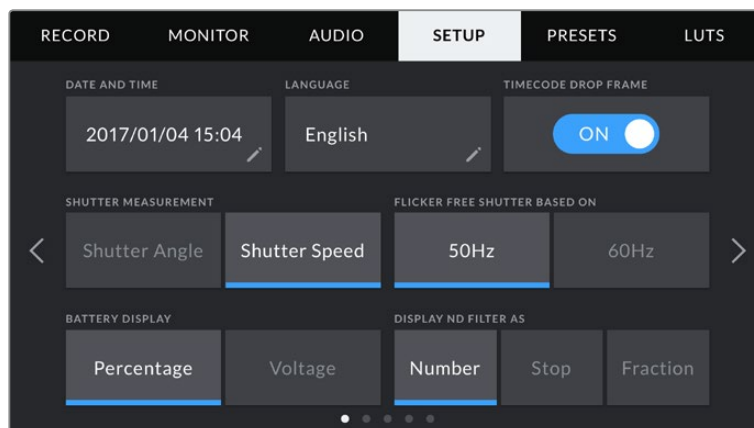 RECORD MONITOR AUDIO SETUP PRESETS LUTS
DATE AND TIME LANGUAGE TIMECODE DROP FRAME
2017/01/04 15:04 English ON
SHUTTER MEASUREMENT FLICKER FREE SHUTTER BASED ON
Shutter Angle Shutter Speed 50Hz 60Hz
BATTERY DISPLAY DISPLAY ND FILTER AS
Percentage Voltage Number Stop Fraction